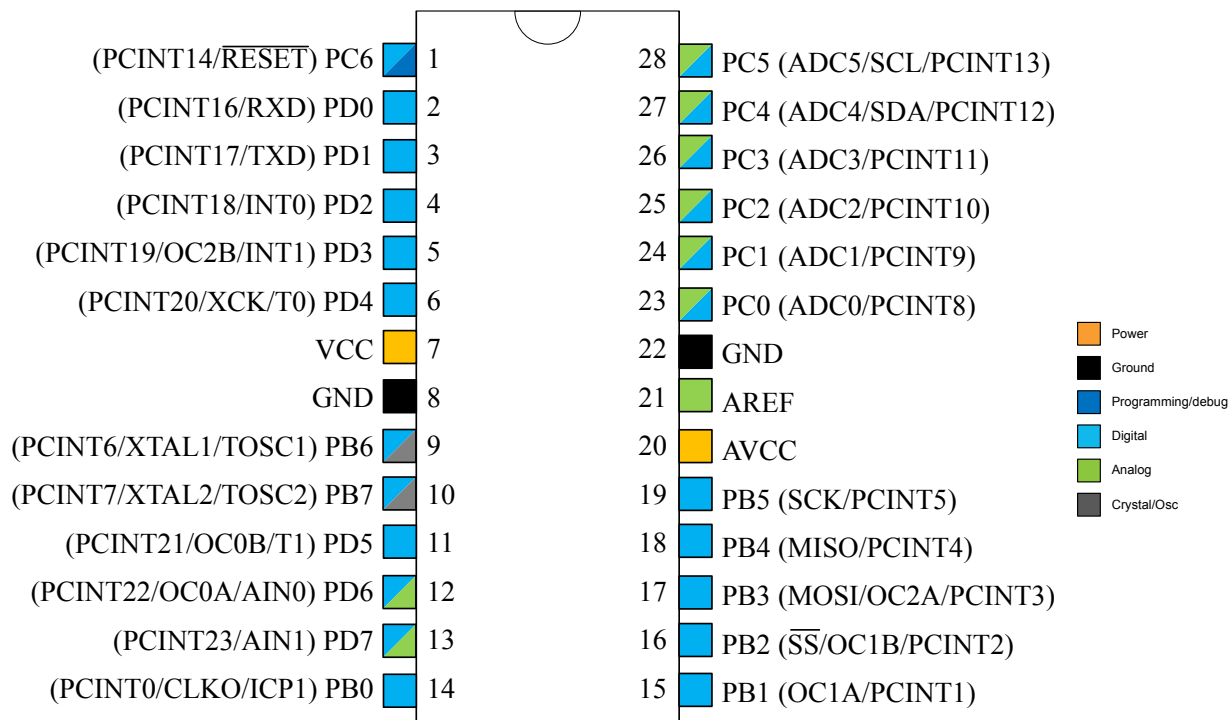 (PCINT14/RESET) PC6 1
(PCINT16/RXD) PD0 2
(PCINT17/TXD) PD1 3
(PCINT18/INT0) PD2 4
(PCINT19/OC2B/INT1) PD3 5
(PCINT20/XCK/T0) PD4 6
VCC 7
GND 8
(PCINT6/XTAL1/TOSC1) PB6 9
(PCINT7/XTAL2/TOSC2) PB7 10
(PCINT21/OC0B/T1) PD5 11
(PCINT22/OC0A/AIN0) PD6 12
(PCINT23/AIN1) PD7 13
(PCINT0/CLKO/ICP1) PB0 14
28 PC5 (ADC5/SCL/PCINT13)
27 PC4 (ADC4/SDA/PCINT12)
26 PC3 (ADC3/PCINT11)
25 PC2 (ADC2/PCINT10)
24 PC1 (ADC1/PCINT9)
23 PC0 (ADC0/PCINT8)
22 GND
21 AREF
20 AVCC
19 PB5 (SCK/PCINT5)
18 PB4 (MISO/PCINT4)
17 PB3 (MOSI/OC2A/PCINT3)
16 PB2 (SS/OC1B/PCINT2)
15 PB1 (OC1A/PCINT1)
Power
Ground
Programming/debug
Digital
Analog
Crystal/Osc